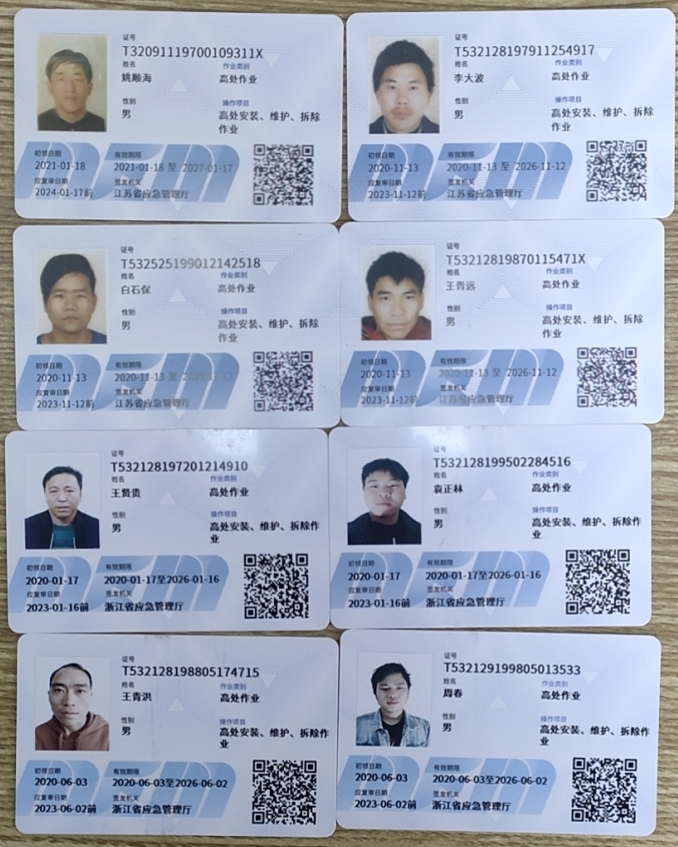 证号
T32091119700109311X
姓名
作业类别
姚顺海
高处作业
性别
操作项目
男
高处安装、维护、拆除
作业
初领日期
有效期限
2021-01-18
2021-01-18 至 2027-01-17
应复审日期
签发机关
2024-01-17前
江苏省应急管理厅
证号
T532128197911254917
姓名
作业类别
李大波
高处作业
性别
操作项目
男
高处安装、维护、拆除
作业
初领日期
有效期限
2020-11-13
2020-11-13 至 2026-11-12
应复审日期
签发机关
2023-11-12前
江苏省应急管理厅
证号
T532525199012142518
姓名
作业类别
白石保
高处作业
性别
操作项目
男
高处安装、维护、拆除
作业
初领日期
有效期限
2020-11-13
2020-11-13 至
应复审日期
签发机关
2023-11-12前
江苏省应急管理厅
证号
T53212819870115471X
姓名
作业类别
王青远
高处作业
性别
操作项目
男
高处安装、维护、拆除
作业
初领日期
有效期限
2020-11-13
2020-11-13 至 2026-11-12
应复审日期
签发机关
2023-11-12前
江苏省应急管理厅
证号
T532128197201214910
姓名
作业类别
王贤贵
高处作业
性别
操作项目
男
高处安装、维护、拆除作
业
初领日期
有效期限
2020-01-17
2020-01-17至2026-01-16
应复审日期
签发机关
2023-01-16前
浙江省应急管理厅
证号
T532128199502284516
姓名
作业类别
袁正林
高处作业
性别
操作项目
男
高处安装、维护、拆除作
业
初领日期
有效期限
2020-01-17
2020-01-17至2026-01-16
应复审日期
签发机关
2023-01-16前
浙江省应急管理厅
证号
T532128198805174715
姓名
作业类别
王青洪
高处作业
性别
操作项目
男
高处安装、维护、拆除作
业
初领日期
有效期限
2020-06-03
2020-06-03至2026-06-02
应复审日期
签发机关
2023-06-02前
浙江省应急管理厅
证号
T532129199805013533
姓名
作业类别
周春
高处作业
性别
操作项目
男
高处安装、维护、拆除作
业
初领日期
有效期限
2020-06-03
2020-06-03至2026-06-02
应复审日期
签发机关
2023-06-02前
浙江省应急管理厅